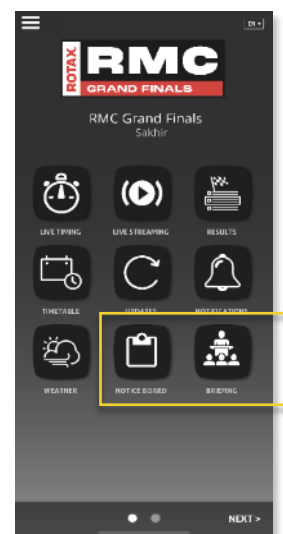 ROTAX
RMC
GRAND FINALS
RMC Grand Finals
Sakhir
LIVE TIMING
LIVE STREAMING
RESULTS
TIMETABLE
UPDATES
NOTIFICATIONS
WEATHER
NOTICE BOARD
BRIEFING
NEXT >